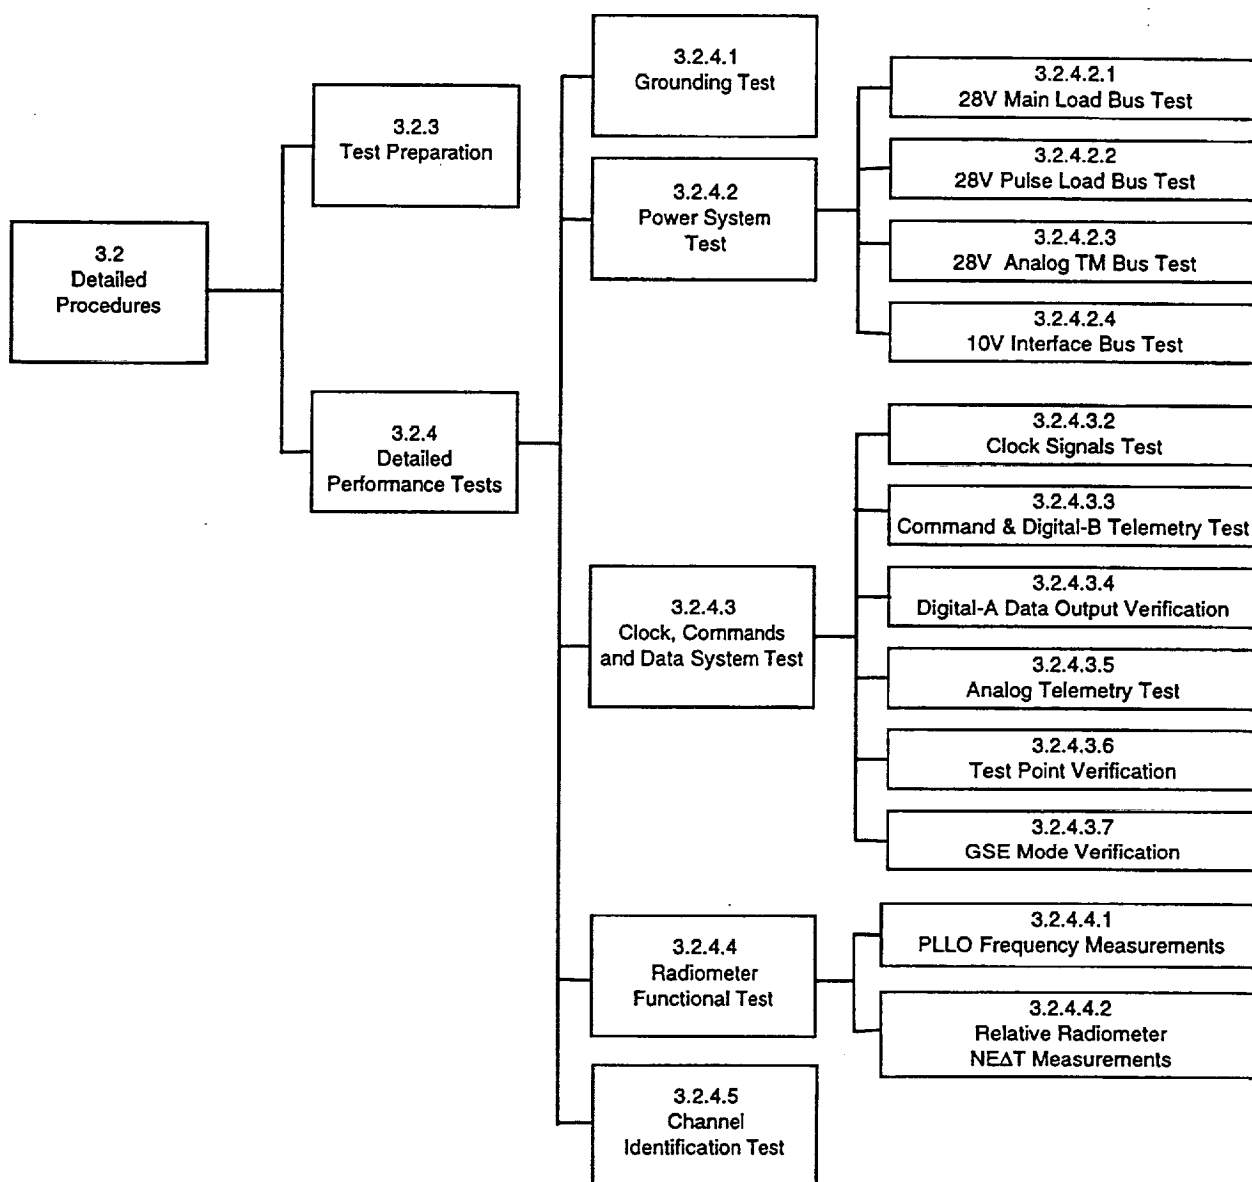 3.2
Detailed
Procedures
3.2.3
Test Preparation
3.2.4
Detailed
Performance Tests
3.2.4.1
Grounding Test
3.2.4.2
Power System
Test
3.2.4.2.1
28V Main Load Bus Test
3.2.4.2.2
28V Pulse Load Bus Test
3.2.4.2.3
28V Analog TM Bus Test
3.2.4.2.4
10V Interface Bus Test
3.2.4.3
Clock, Commands
and Data System Test
3.2.4.3.2
Clock Signals Test
3.2.4.3.3
Command & Digital-B Telemetry Test
3.2.4.3.4
Digital-A Data Output Verification
3.2.4.3.5
Analog Telemetry Test
3.2.4.3.6
Test Point Verification
3.2.4.3.7
GSE Mode Verification
3.2.4.4
Radiometer
Functional Test
3.2.4.4.1
PLLO Frequency Measurements
3.2.4.4.2
Relative Radiometer
NEΔT Measurements
3.2.4.5
Channel
Identification Test